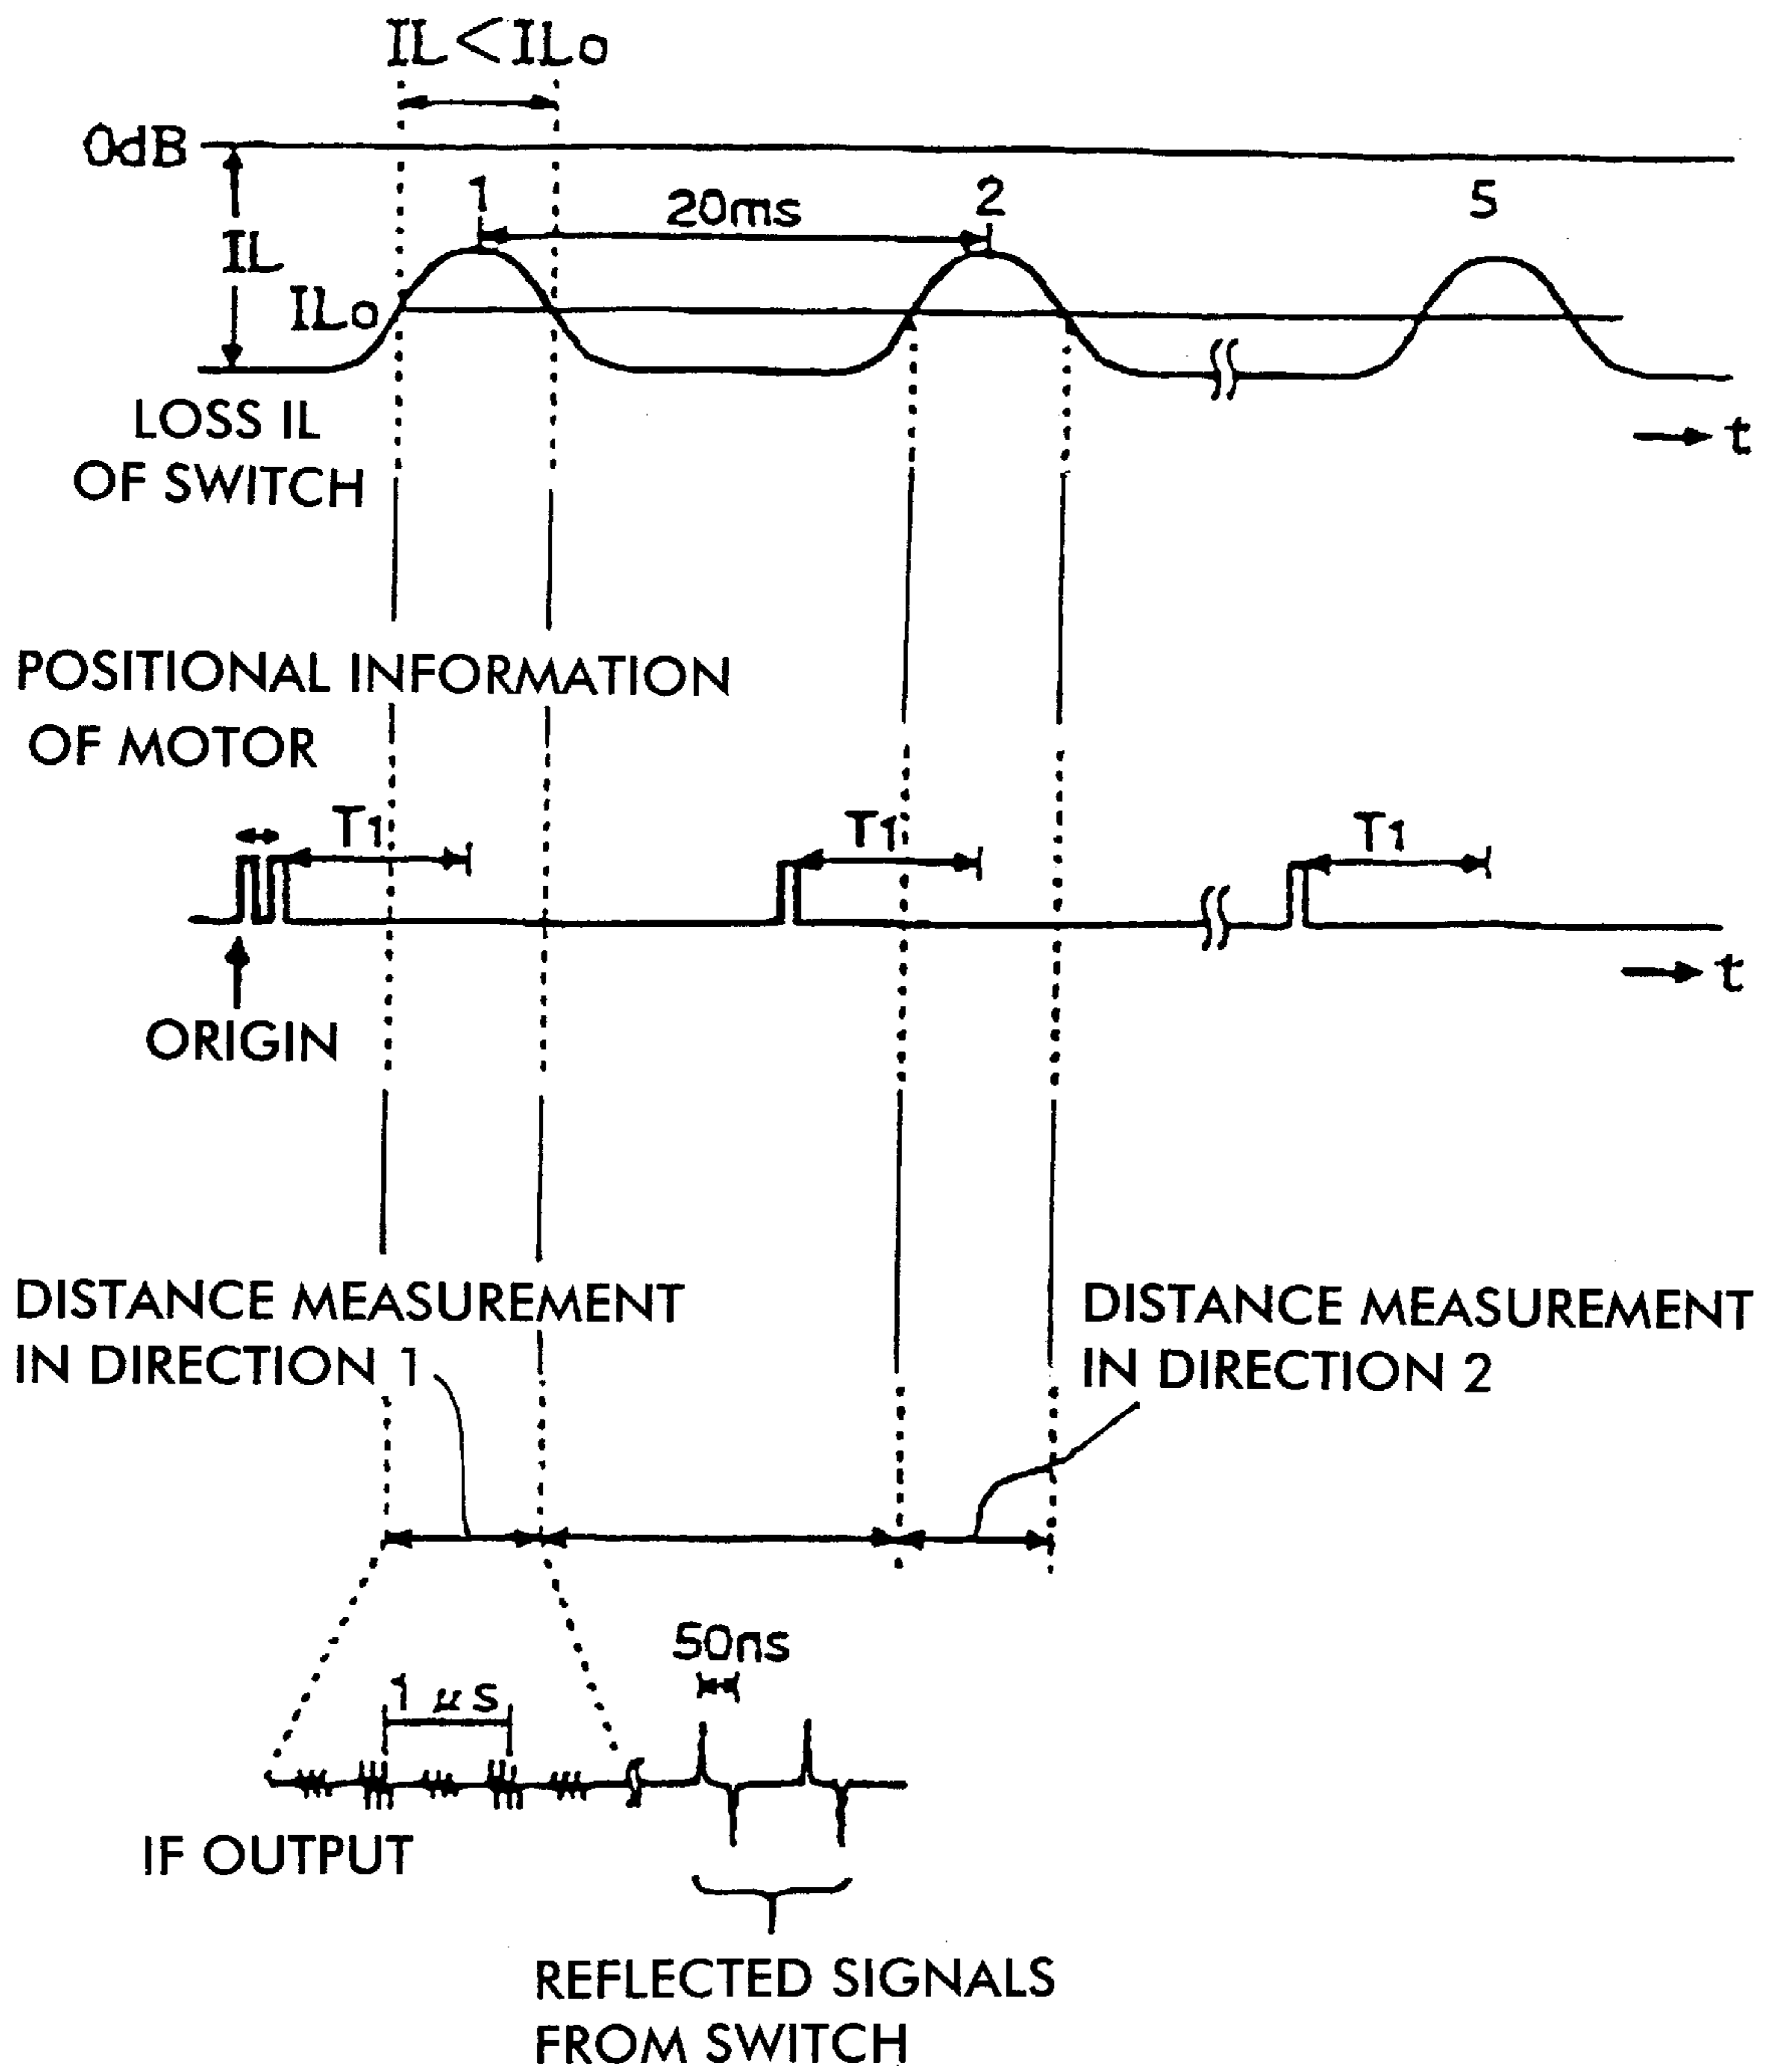 IL<ILo
0dB
1
20ms
2
5
IL
ILo
LOSS IL
OF SWITCH
t
POSITIONAL INFORMATION
OF MOTOR
T1
T1
T1
t
ORIGIN
DISTANCE MEASUREMENT
IN DIRECTION 1
DISTANCE MEASUREMENT
IN DIRECTION 2
50ns
1 μs
IF OUTPUT
REFLECTED SIGNALS
FROM SWITCH